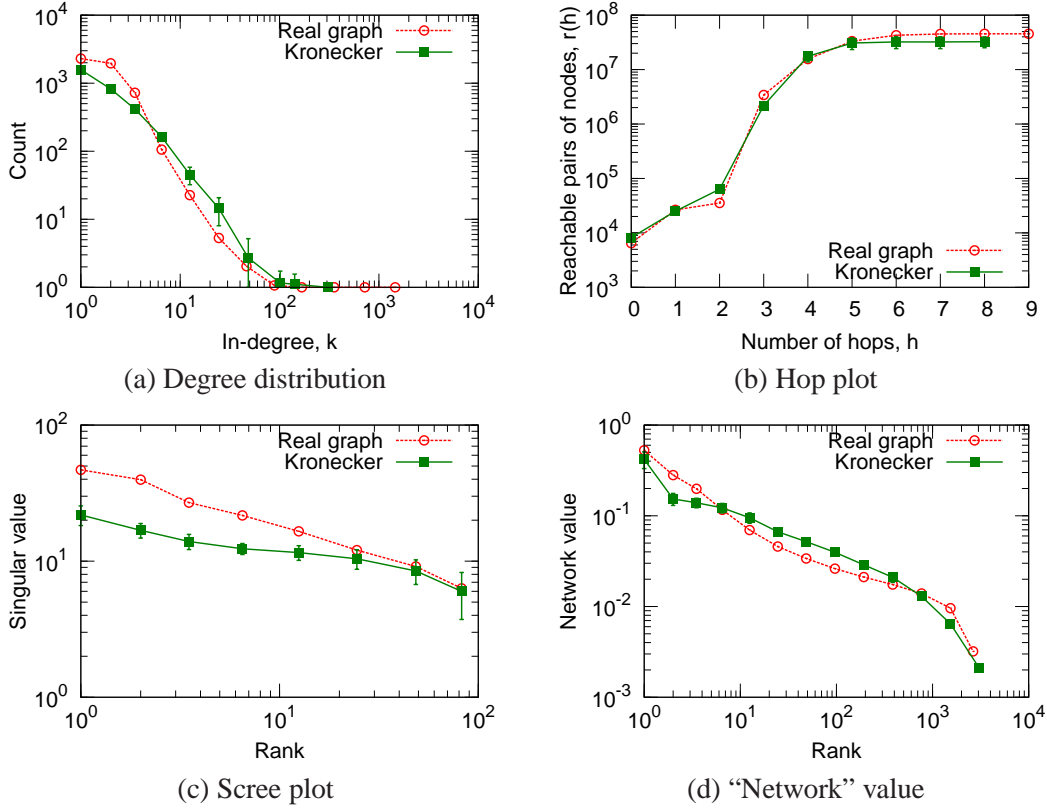 10^4
10^3
10^2
10^1
10^0
Count
Real graph
Kronecker
10^0 10^1 10^2 10^3 10^4
In-degree, k
(a) Degree distribution
10^8
10^7
10^6
10^5
10^4
10^3
Reachable pairs of nodes, r(h)
Real graph
Kronecker
0 1 2 3 4 5 6 7 8 9
Number of hops, h
(b) Hop plot
10^2
10^1
10^0
Singular value
Real graph
Kronecker
10^0 10^1 10^2
Rank
(c) Scree plot
10^0
10^-1
10^-2
10^-3
Network value
Real graph
Kronecker
10^0 10^1 10^2 10^3 10^4
Rank
(d) “Network” value